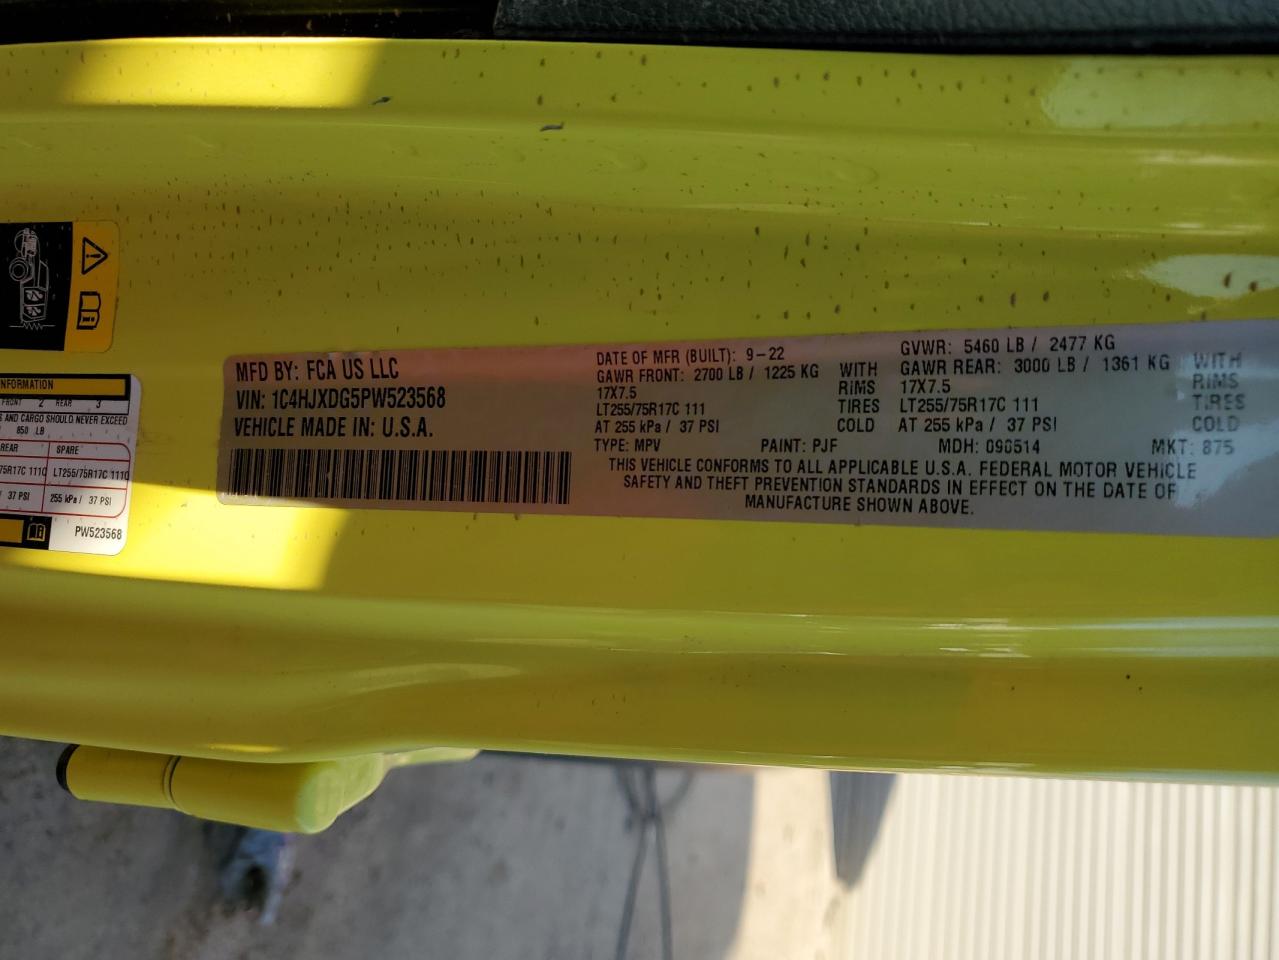 INFORMATION
FRONT 2 REAR 3
AND CARGO SHOULD NEVER EXCEED
850 LB
REAR SPARE
75R17C 111Q LT255/75R17C 111Q
37 PSI 255 kPa / 37 PSI
PW523568
MFD BY: FCA US LLC
VIN: 1C4HJXDG5PW523568
VEHICLE MADE IN: U.S.A.
DATE OF MFR (BUILT): 9-22 GVWR: 5460 LB / 2477 KG
GAWR FRONT: 2700 LB / 1225 KG WITH GAWR REAR: 3000 LB / 1361 KG WITH
17X7.5 RIMS 17X7.5 RIMS
LT255/75R17C 111 TIRES LT255/75R17C 111 TIRES
AT 255 kPa / 37 PSI COLD AT 255 kPa / 37 PSI COLD
TYPE: MPV PAINT: PJF MDH: 090514 MKT: 875
THIS VEHICLE CONFORMS TO ALL APPLICABLE U.S.A. FEDERAL MOTOR VEHICLE
SAFETY AND THEFT PREVENTION STANDARDS IN EFFECT ON THE DATE OF
MANUFACTURE SHOWN ABOVE.